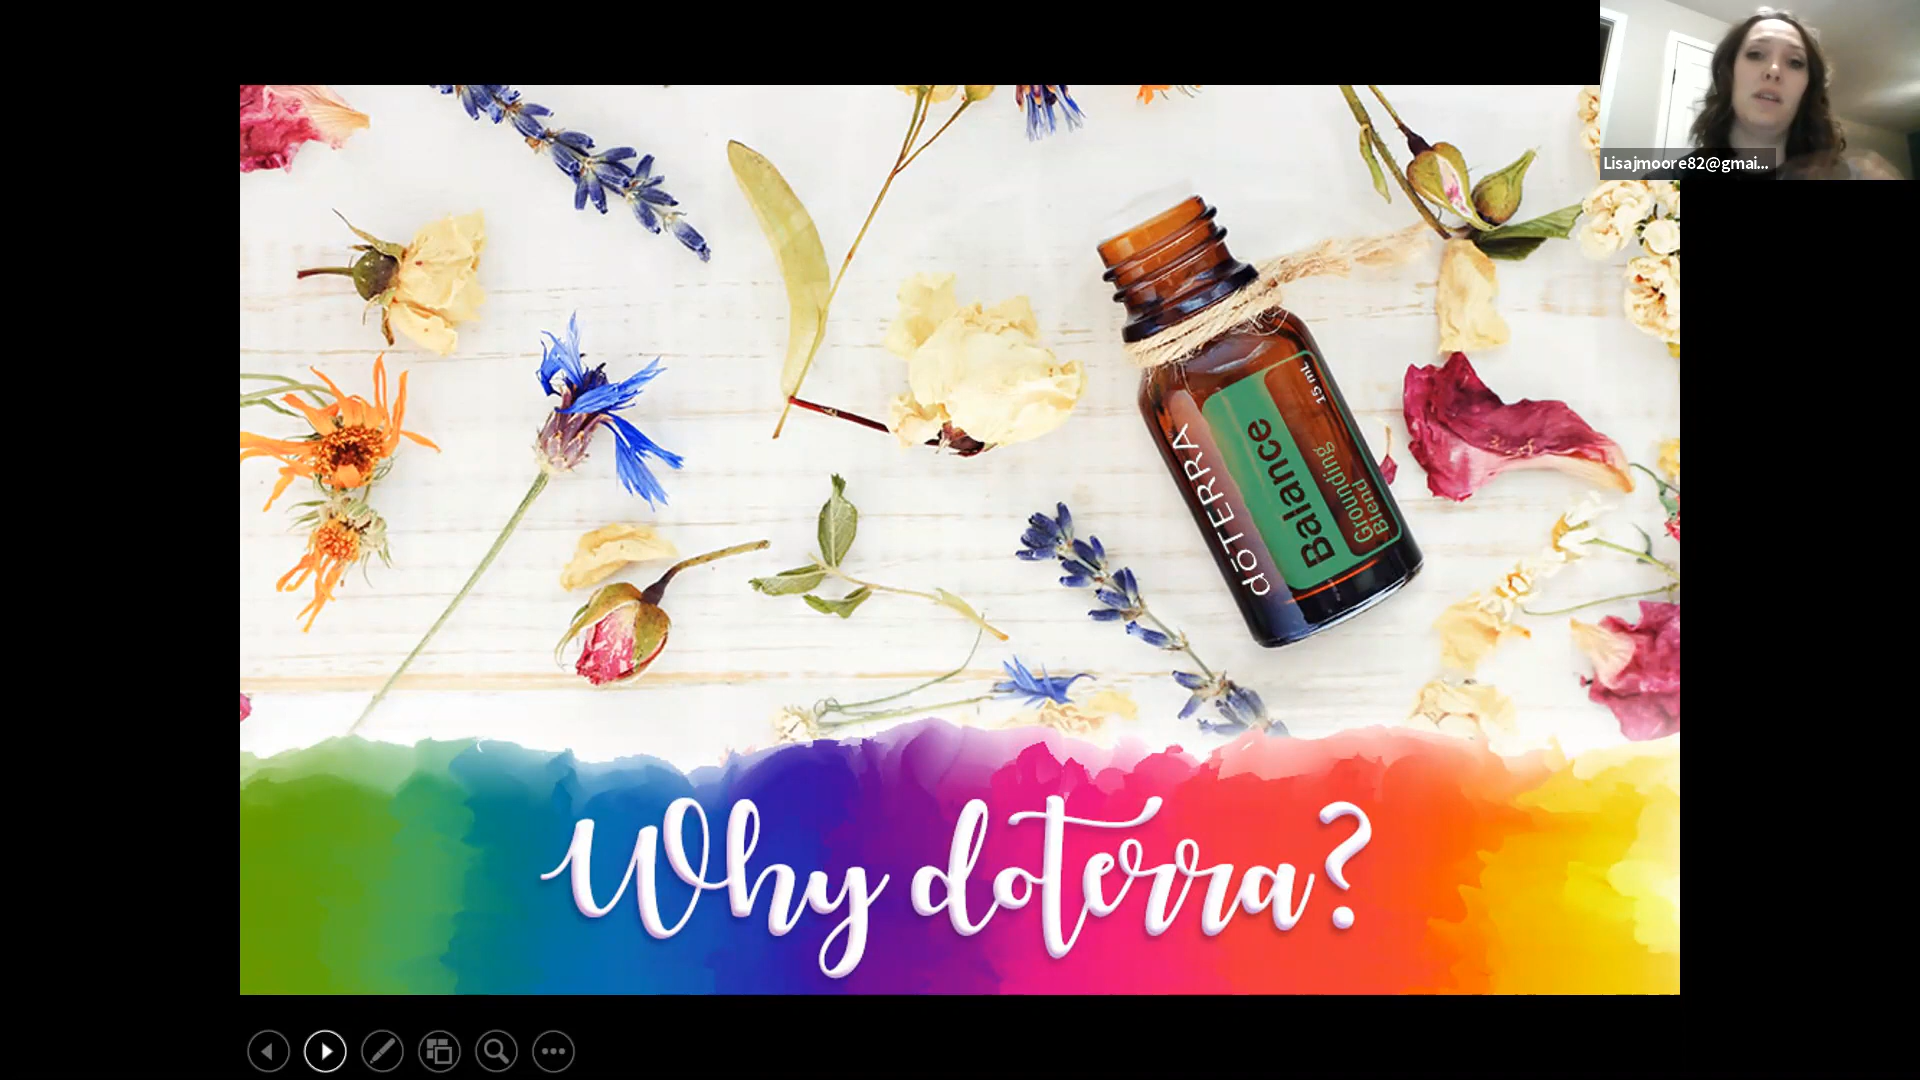 Lisajmoore82@gmai...
dōTERRA
Balance
Grounding
Blend
15 mL
Why doterra?